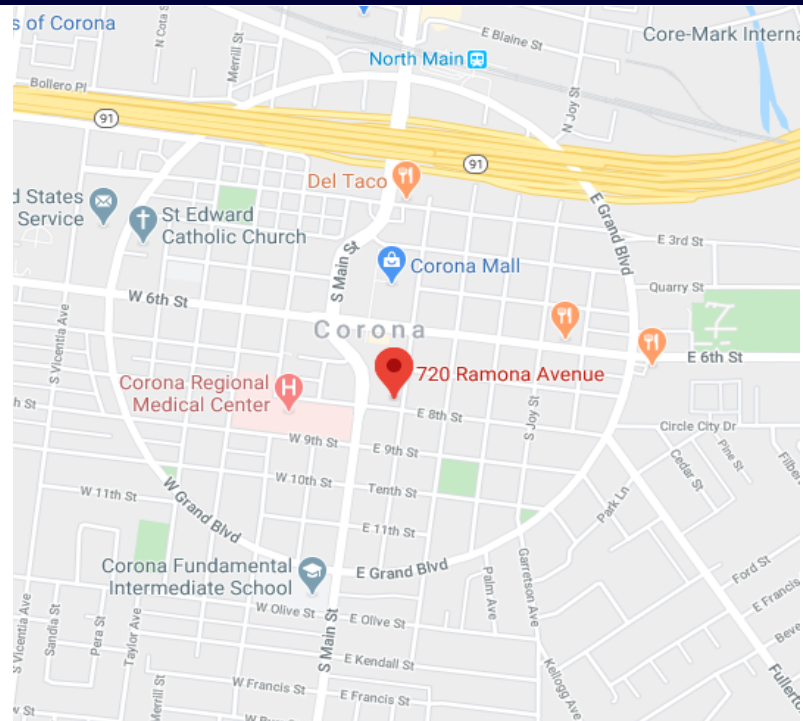 s of Corona
N Cota S
Merrill St
E Blaine St
Core-Mark Interna
North Main
Bollero Pl
N Joy St
91
91
Del Taco
d States
Service
St Edward
Catholic Church
E Grand Blvd
E 3rd St
S Main St
Corona Mall
Quarry St
W 6th St
Corona
S Vicentia Ave
E 6th St
720 Ramona Avenue
Corona Regional
Medical Center
H
h St
E 8th St
S Joy St
Circle City Dr
W 9th St
E 9th St
Pine St
Cedar St
Filber
W 10th St
Tenth St
W 11th St
W Grand Blvd
Park Ln
E 11th St
Corona Fundamental
Intermediate School
E Grand Blvd
Palm Ave
Garretson Ave
Ford St
E Francis
W Olive St
E Olive St
Beve
S Vicentia Ave
Sandia St
Pera St
Taylor Ave
S Main St
E Kendall St
Kellogg Ave
Fullerto
W Francis St
E Francis St
Merrill St
w St